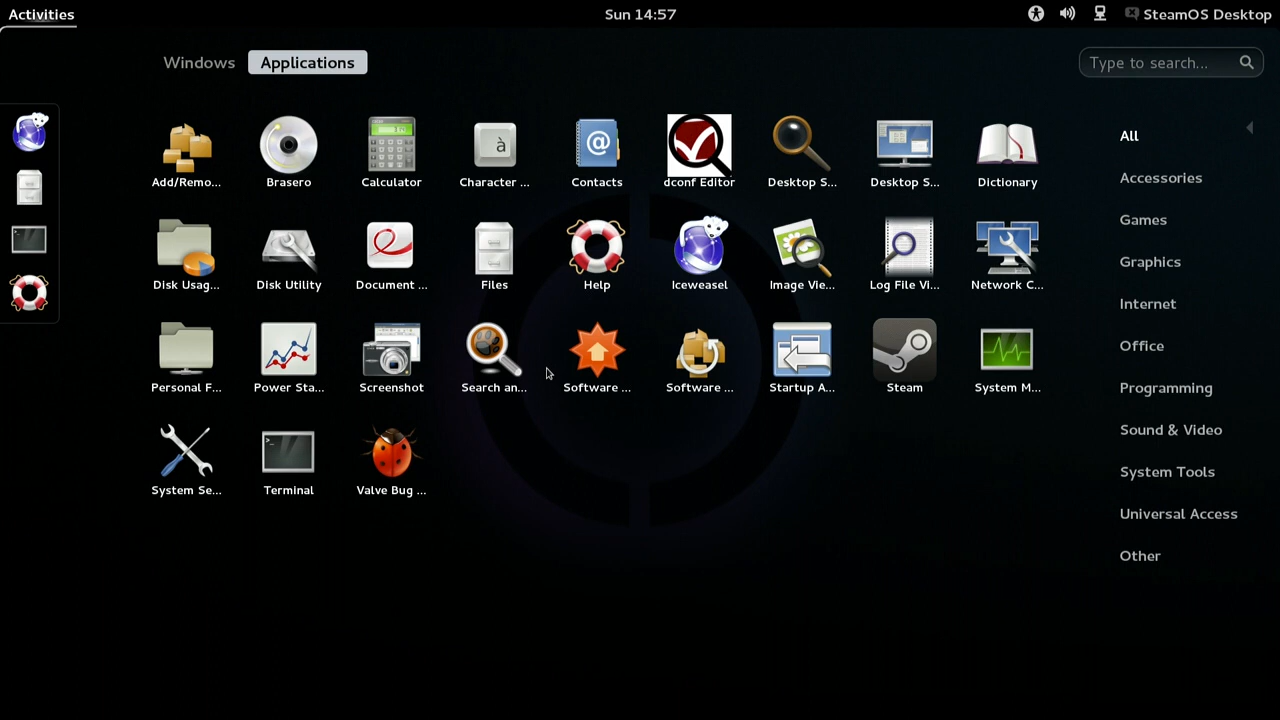 Activities
Sun 14:57
SteamOS Desktop
Windows
Applications
Type to search...
Add/Remo...
Brasero
Calculator
Character ...
Contacts
dconf Editor
Desktop S...
Desktop S...
Dictionary
All
Accessories
Disk Usag...
Disk Utility
Document ...
Files
Help
Iceweasel
Image Vie...
Log File Vi...
Network C...
Games
Graphics
Internet
Personal F...
Power Sta...
Screenshot
Search an...
Software ...
Software ...
Startup A...
Steam
System M...
Office
Programming
Sound & Video
System Se...
Terminal
Valve Bug ...
System Tools
Universal Access
Other